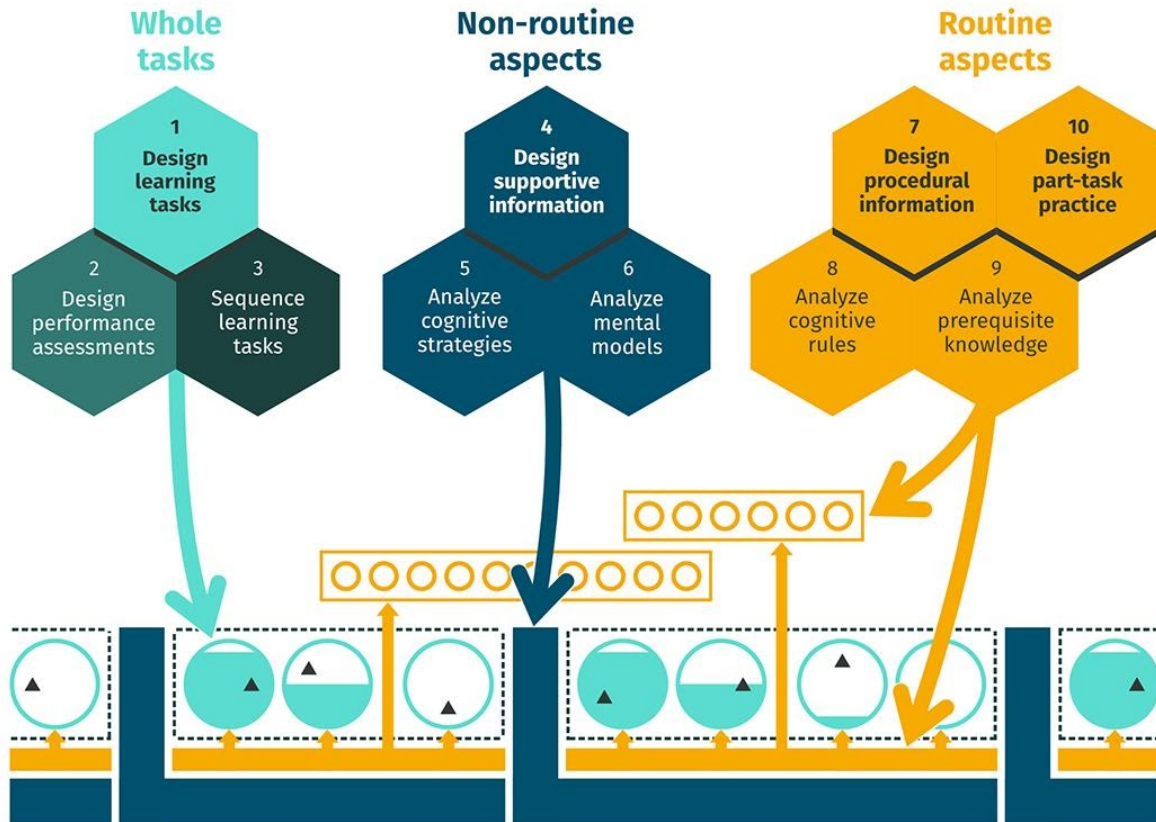 Whole
tasks
1
Design
learning
tasks
2
Design
performance
assessments
3
Sequence
learning
tasks
Non-routine
aspects
4
Design
supportive
information
5
Analyze
cognitive
strategies
6
Analyze
mental
models
Routine
aspects
7
Design
procedural
information
10
Design
part-task
practice
8
Analyze
cognitive
rules
9
Analyze
prerequisite
knowledge